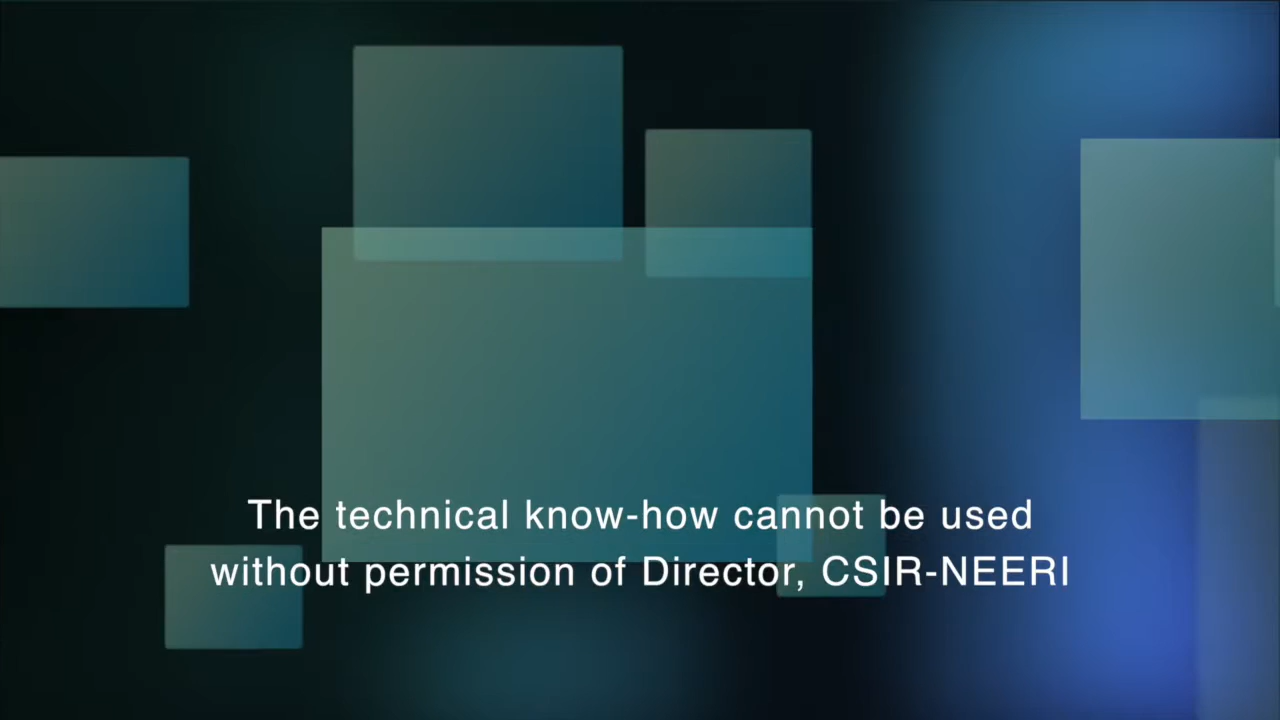 The technical know-how cannot be used
without permission of Director, CSIR-NEERI